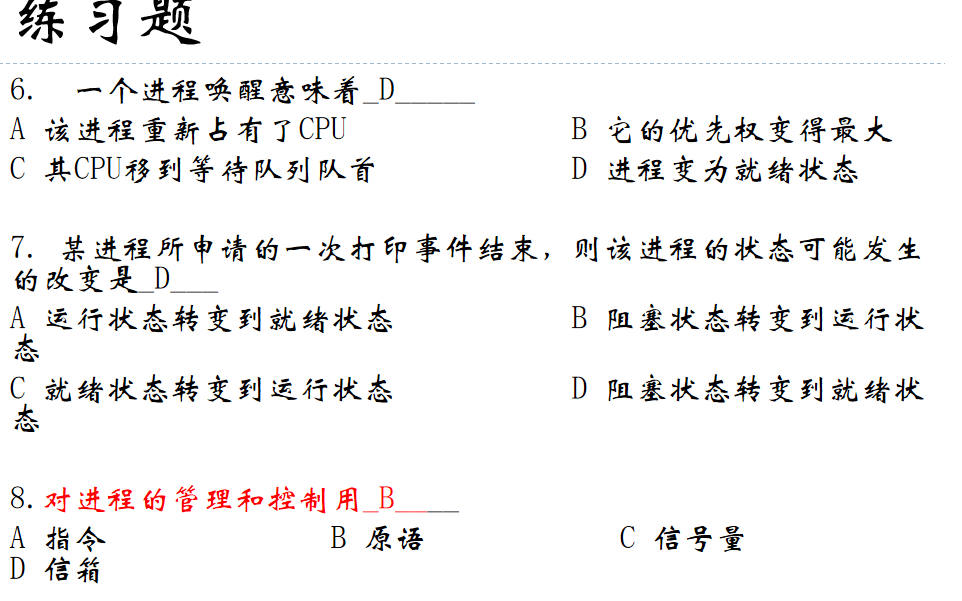 练习题
6. 一个进程唤醒意味着_D_____
A 该进程重新占有了CPU B 它的优先权变得最大
C 其CPU移到等待队列队首 D 进程变为就绪状态
7. 某进程所申请的一次打印事件结束，则该进程的状态可能发生
的改变是_D___
A 运行状态转变到就绪状态 B 阻塞状态转变到运行状
态
C 就绪状态转变到运行状态 D 阻塞状态转变到就绪状
态
8.对进程的管理和控制用_B____
A 指令 B 原语 C 信号量
D 信箱